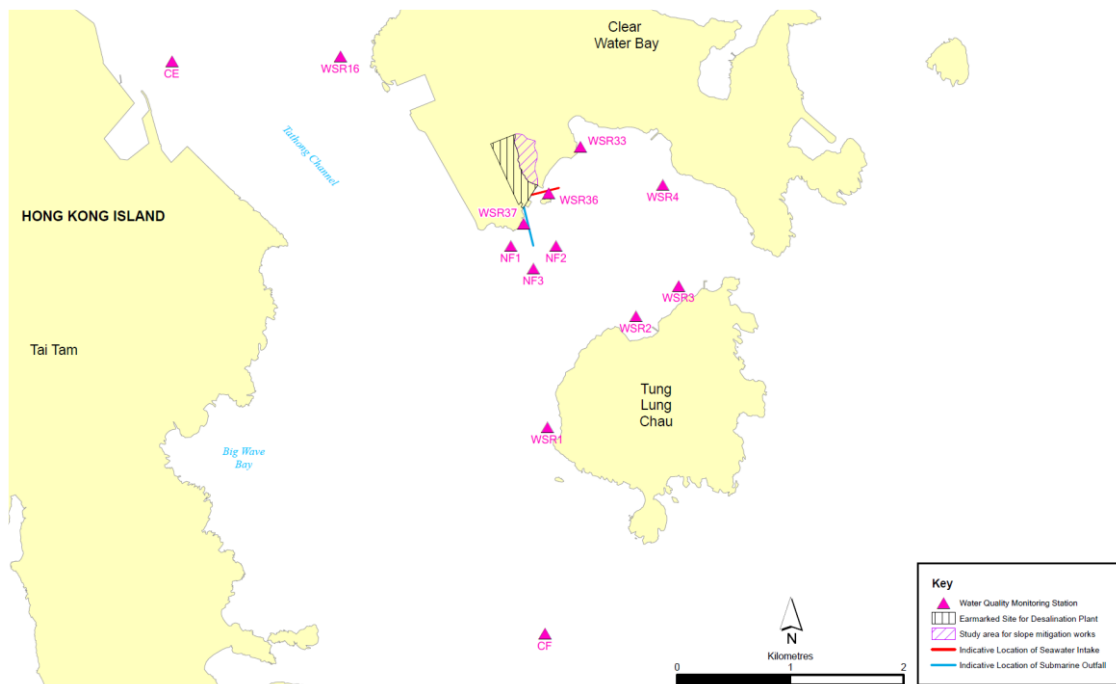 Clear
Water Bay
CE
WSR16
Tathong Channel
WSR33
WSR36
WSR4
HONG KONG ISLAND
WSR37
NF1
NF2
NF3
WSR3
WSR2
Tai Tam
Tung
Lung
Chau
WSR1
Big Wave
Bay
CF
N
Kilometres
0
1
2
Key
Water Quality Monitoring Station
Earmarked Site for Desalination Plant
Study area for slope mitigation works
Indicative Location of Seawater Intake
Indicative Location of Submarine Outfall